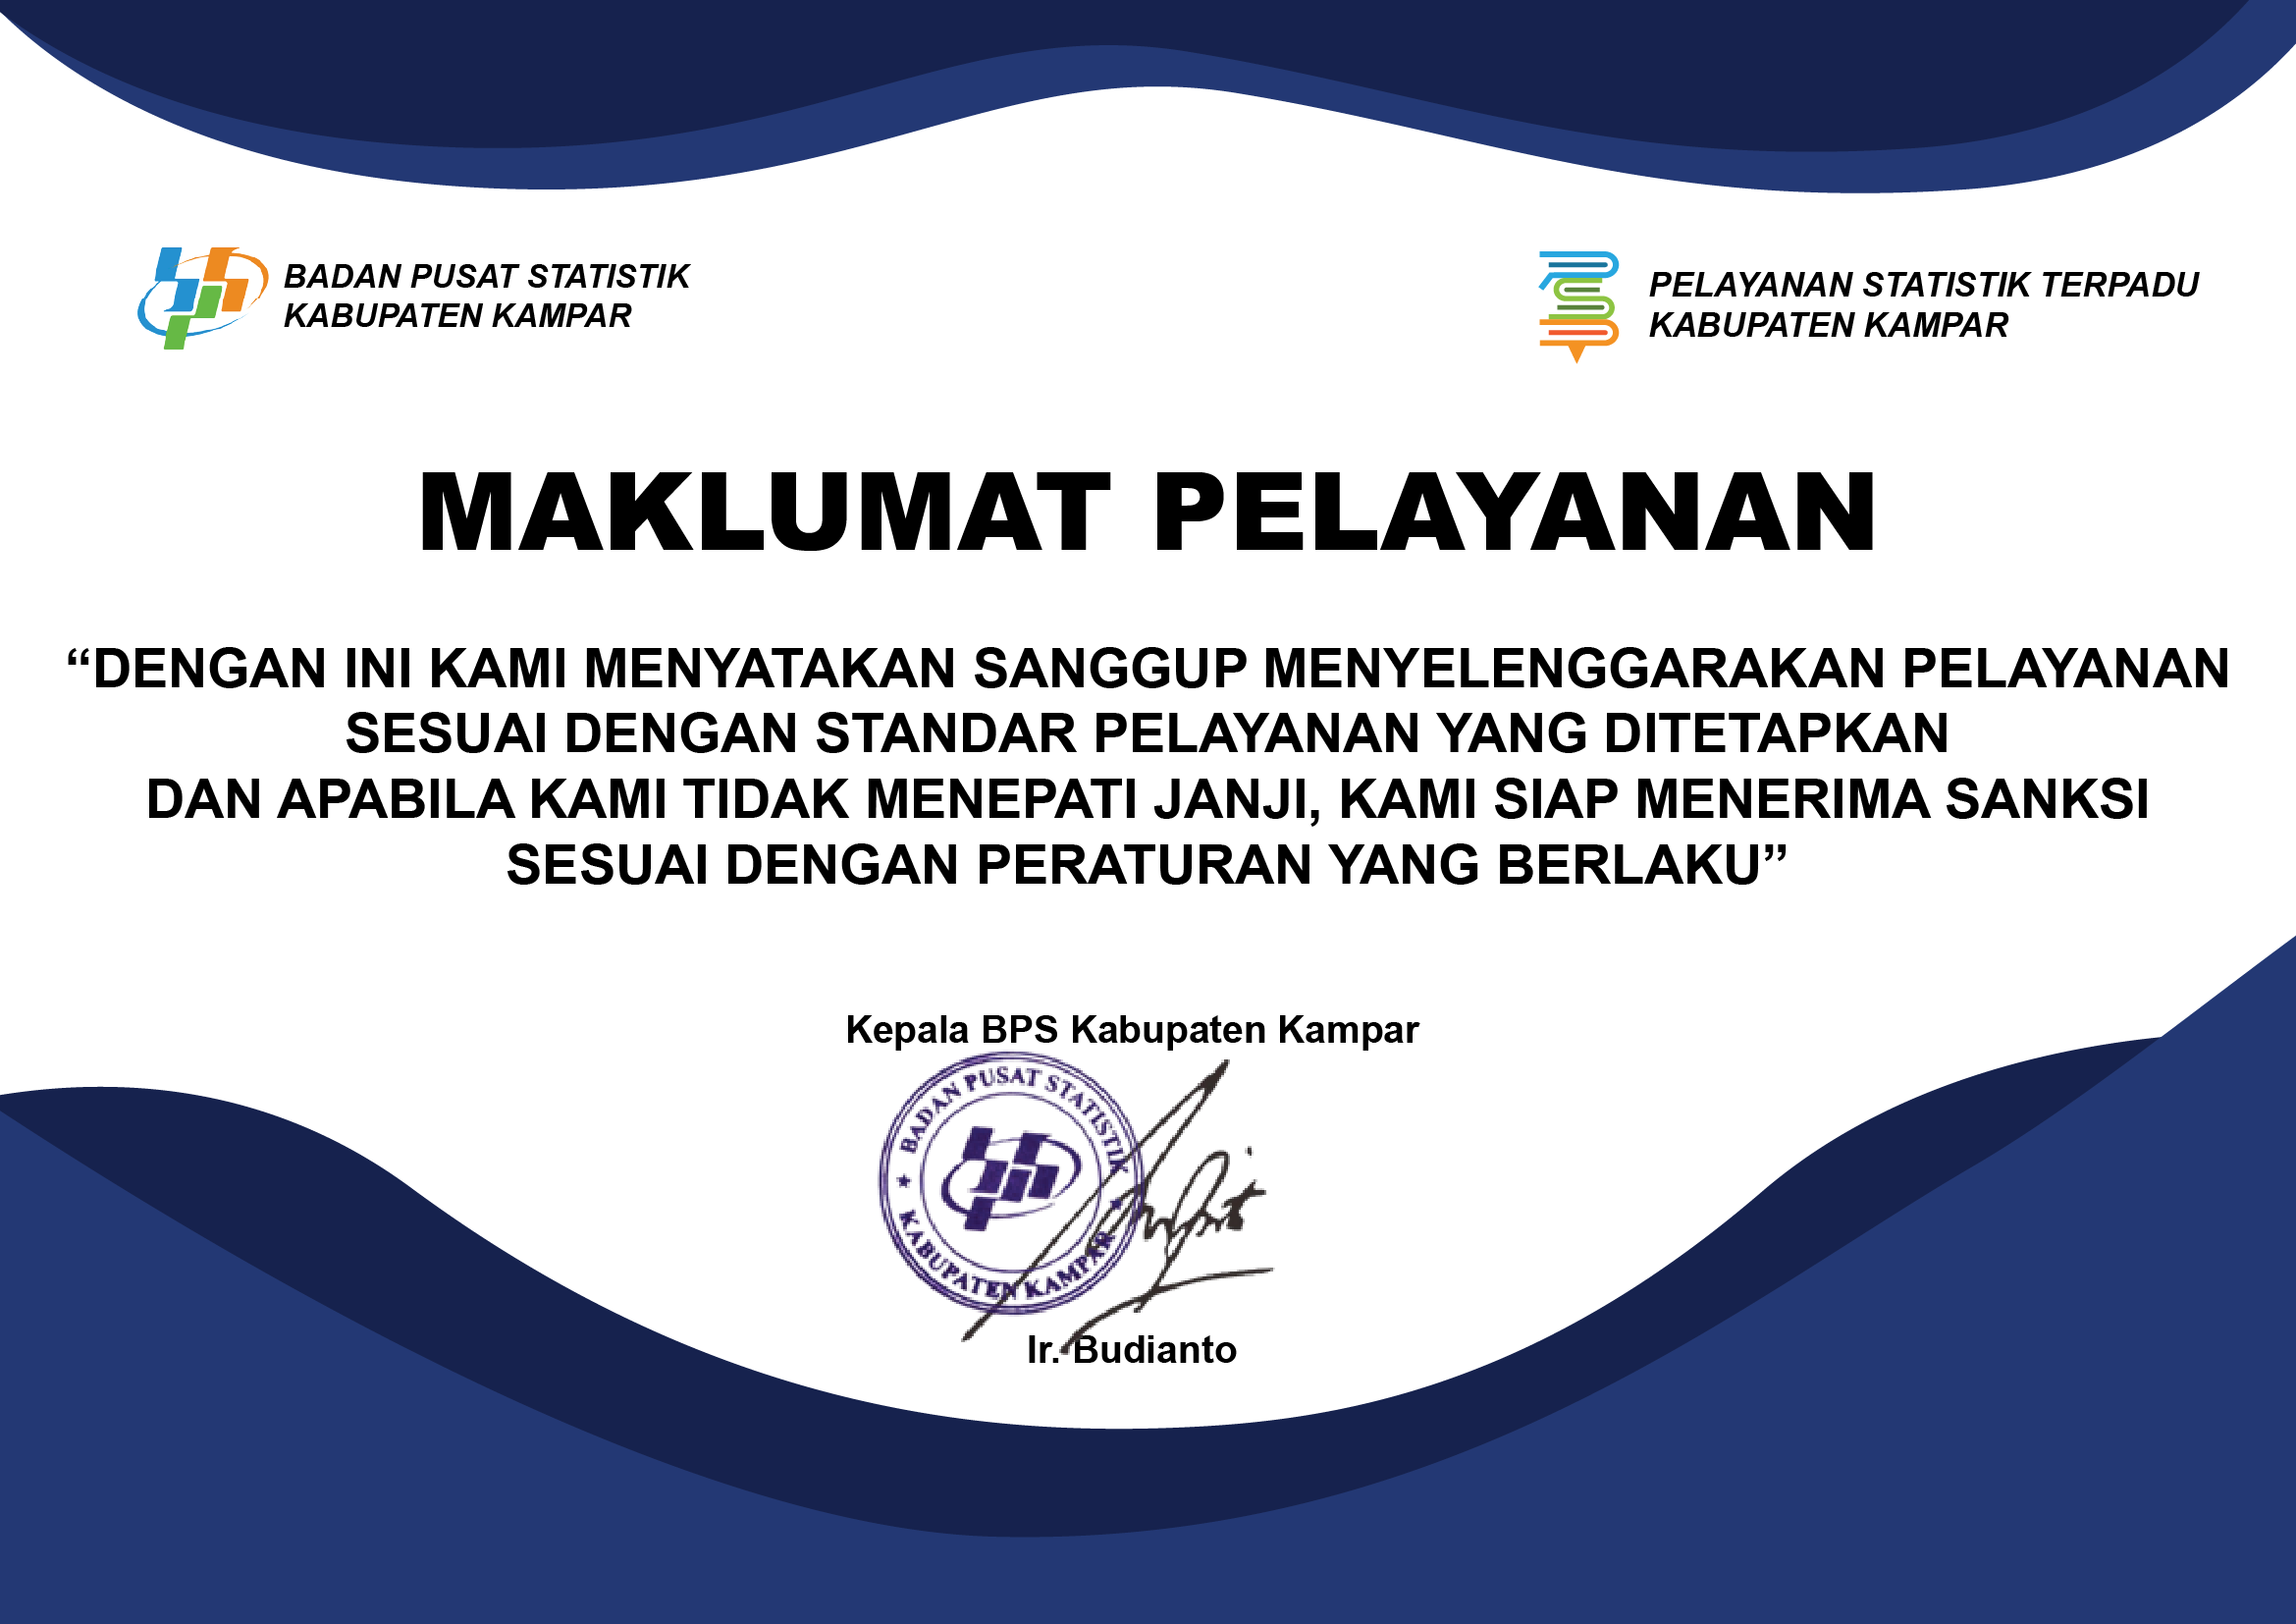 BADAN PUSAT STATISTIK
KABUPATEN KAMPAR
PELAYANAN STATISTIK TERPADU
KABUPATEN KAMPAR
MAKLUMAT PELAYANAN
“DENGAN INI KAMI MENYATAKAN SANGGUP MENYELENGGARAKAN PELAYANAN
SESUAI DENGAN STANDAR PELAYANAN YANG DITETAPKAN
DAN APABILA KAMI TIDAK MENEPATI JANJI, KAMI SIAP MENERIMA SANKSI
SESUAI DENGAN PERATURAN YANG BERLAKU”
Kepala BPS Kabupaten Kampar
BADAN PUSAT STATISTIK
KABUPATEN KAMPAR
Ir. Budianto